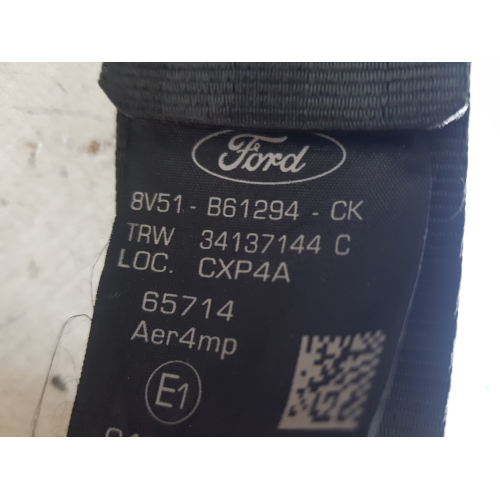 Ford
8V51 - B61294 - CK
TRW 34137144 C
LOC. CXP4A
65714
Aer4mp
E1